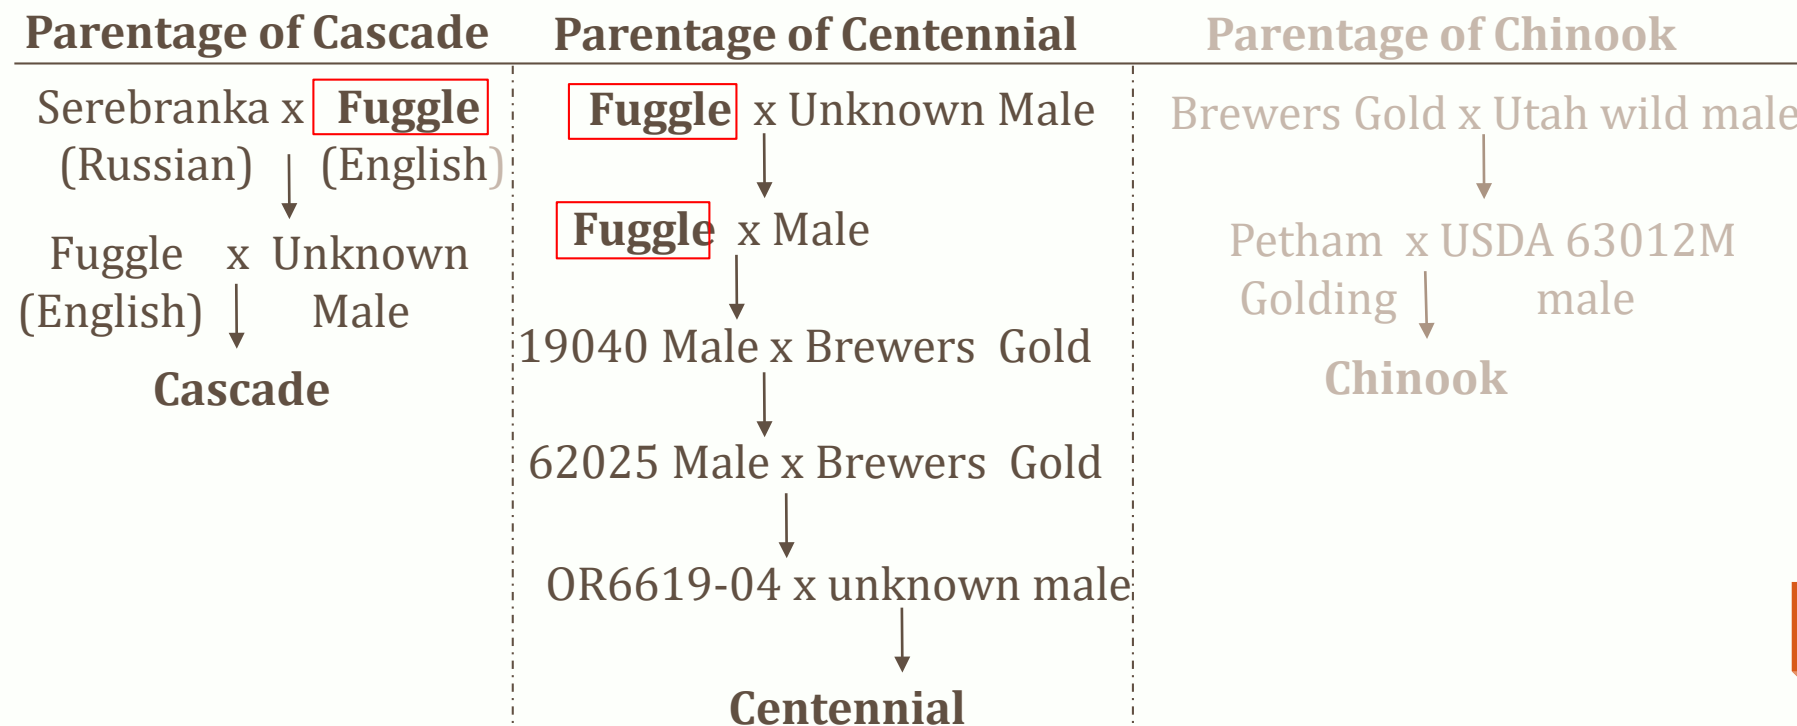 Parentage of Cascade
Serebranka x Fuggle
(Russian) (English)
Fuggle x Unknown
(English) Male
Cascade
Parentage of Centennial
Fuggle x Unknown Male
Fuggle x Male
19040 Male x Brewers Gold
62025 Male x Brewers Gold
OR6619-04 x unknown male
Centennial
Parentage of Chinook
Brewers Gold x Utah wild male
Petham x USDA 63012M
Golding male
Chinook